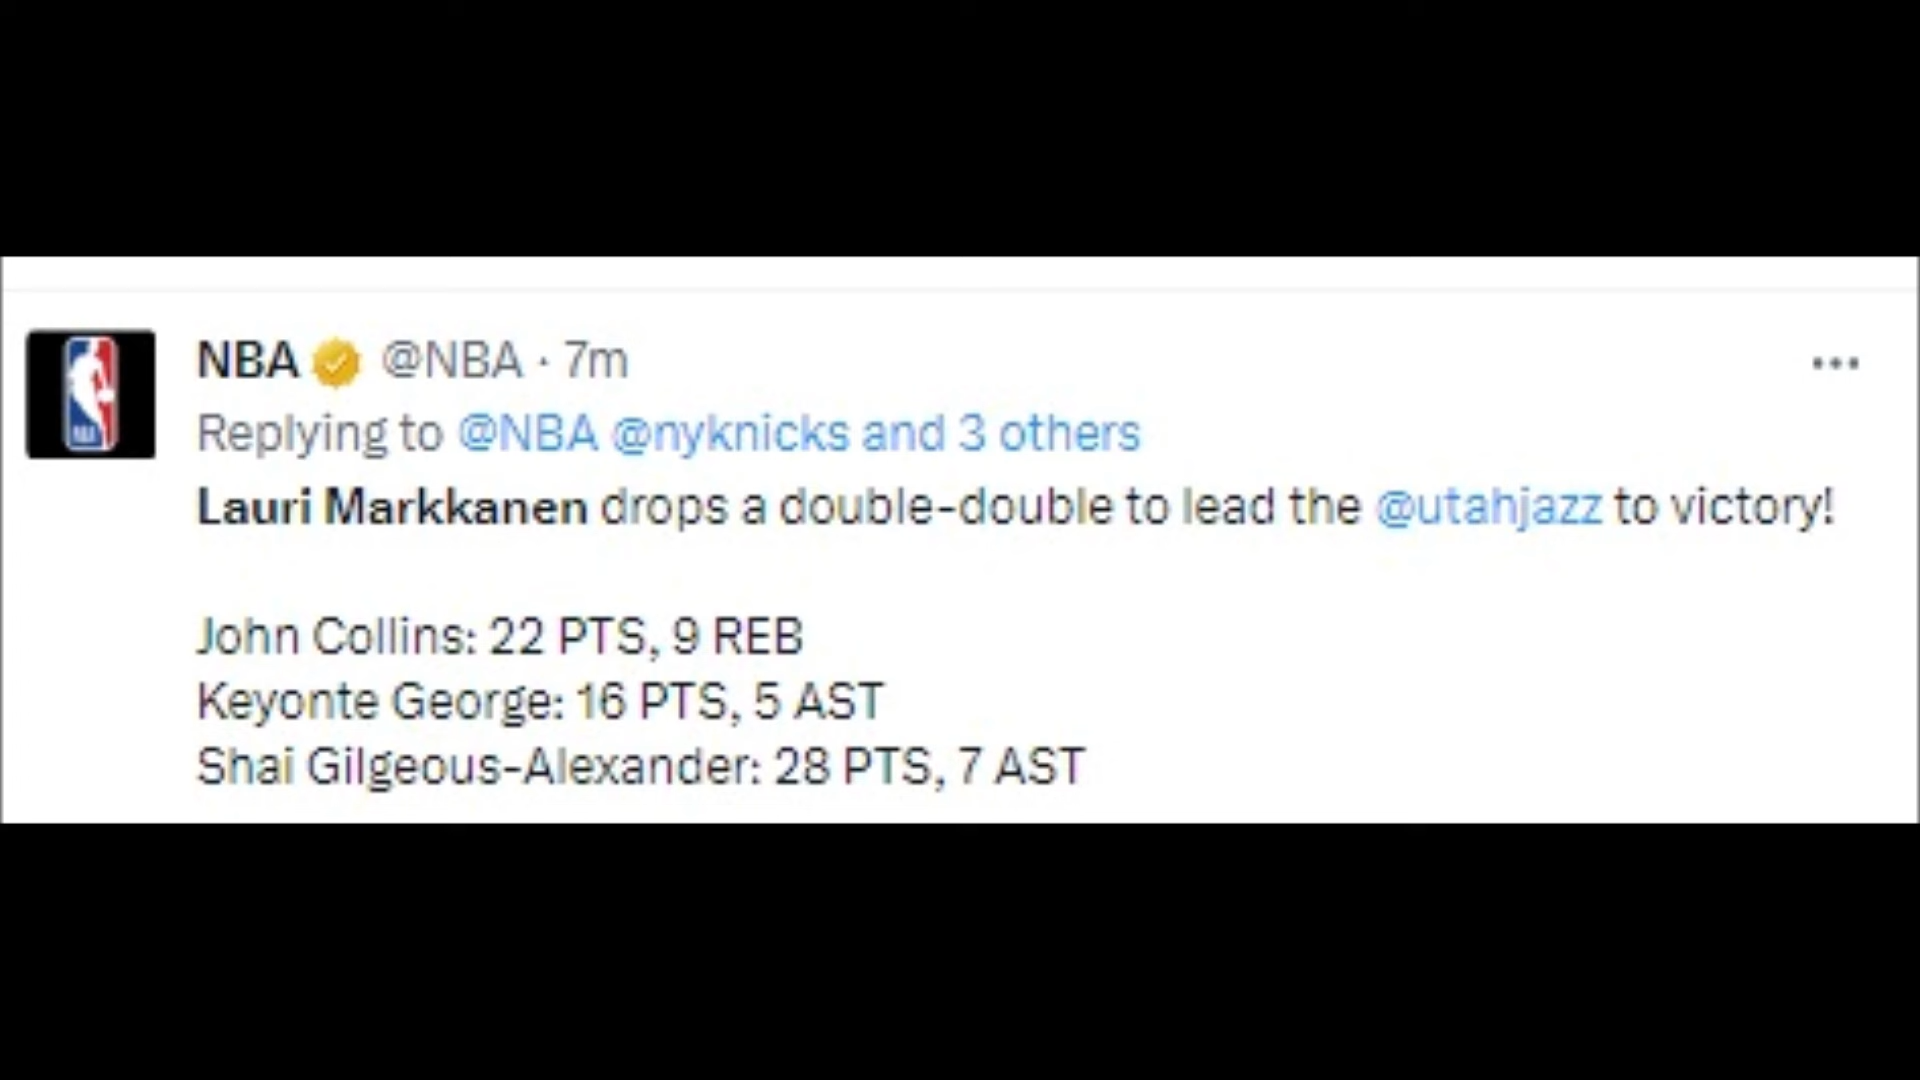 NBA @NBA · 7m
Replying to @NBA @nyknicks and 3 others
Lauri Markkanen drops a double-double to lead the @utahjazz to victory!
John Collins: 22 PTS, 9 REB
Keyonte George: 16 PTS, 5 AST
Shai Gilgeous-Alexander: 28 PTS, 7 AST